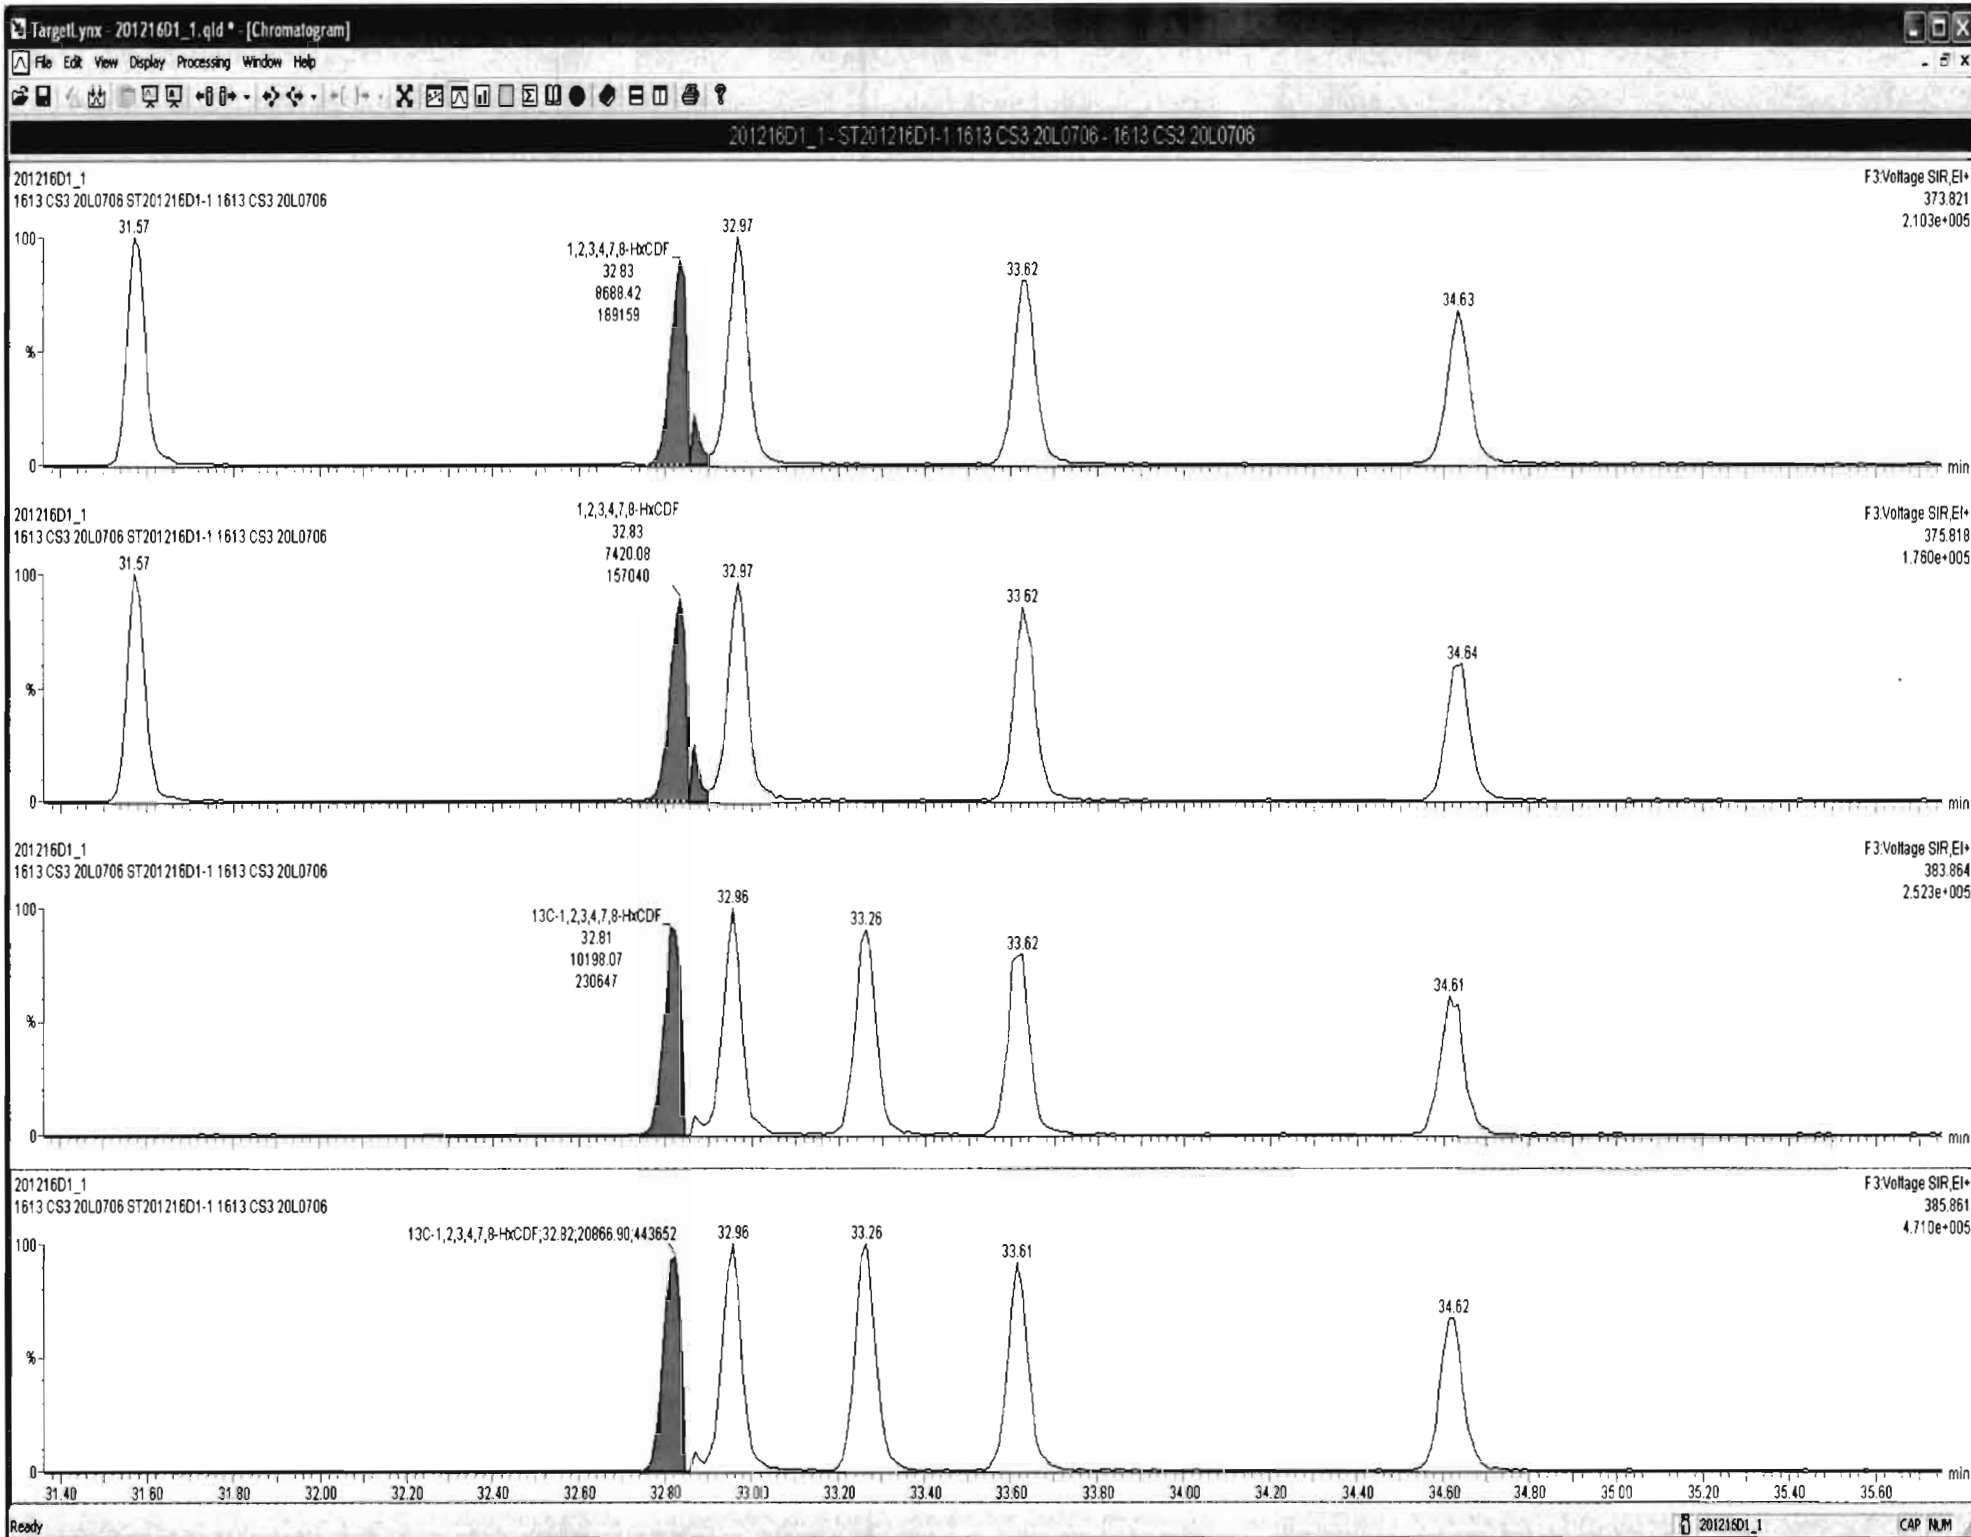 TargetLynx - 201216D1_1.qld * - [Chromatogram]
File Edit View Display Processing Window Help
201216D1_1 - ST201216D1-1 1613 CS3 20L0706 - 1613 CS3 20L0706
201216D1_1
1613 CS3 20L0706 ST201216D1-1 1613 CS3 20L0706
F3:Voltage SIR,EI+
373.821
2.103e+005
31.57
1,2,3,4,7,8-HxCDF
32.83
8688.42
189159
32.97
33.62
34.63
100
%
0
min
201216D1_1
1613 CS3 20L0706 ST201216D1-1 1613 CS3 20L0706
F3:Voltage SIR,EI+
375.818
1.760e+005
31.57
1,2,3,4,7,8-HxCDF
32.83
7420.08
157040
32.97
33.62
34.64
100
%
0
min
201216D1_1
1613 CS3 20L0706 ST201216D1-1 1613 CS3 20L0706
F3:Voltage SIR,EI+
383.864
2.523e+005
13C-1,2,3,4,7,8-HxCDF
32.81
10198.07
230647
32.96
33.26
33.62
34.61
100
%
0
min
201216D1_1
1613 CS3 20L0706 ST201216D1-1 1613 CS3 20L0706
F3:Voltage SIR,EI+
385.861
4.710e+005
13C-1,2,3,4,7,8-HxCDF;32.82;20866.90;443652
32.96
33.26
33.61
34.62
100
%
0
min
31.40 31.60 31.80 32.00 32.20 32.40 32.60 32.80 33.00 33.20 33.40 33.60 33.80 34.00 34.20 34.40 34.60 34.80 35.00 35.20 35.40 35.60
Ready
201216D1_1
CAP NUM